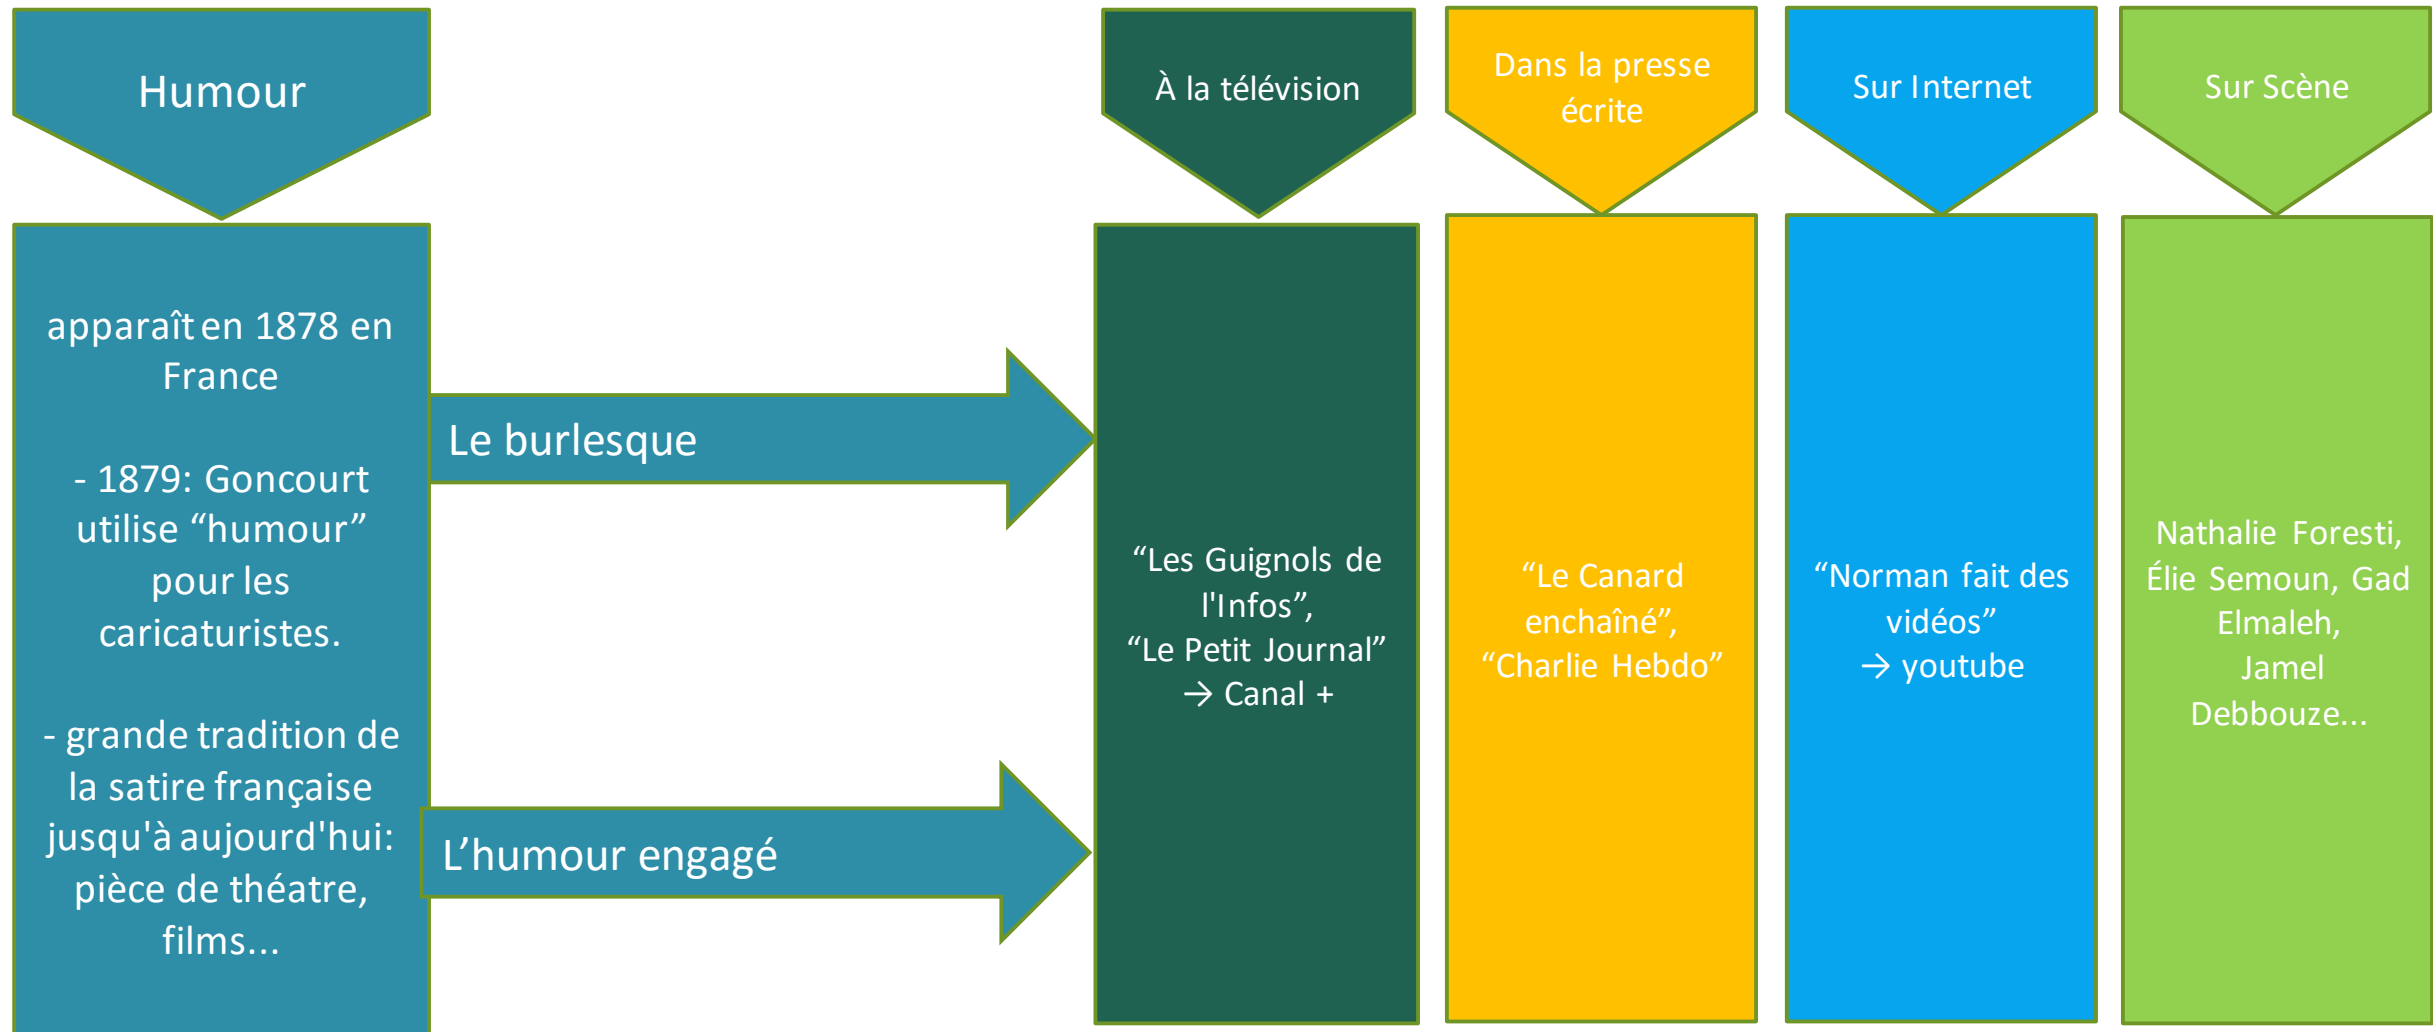 Humour
apparaît en 1878 en
France
- 1879: Goncourt
utilise “humour”
pour les
caricaturistes.
- grande tradition de
la satire française
jusqu'à aujourd'hui:
pièce de théatre,
films...
Le burlesque
L’humour engagé
À la télévision
“Les Guignols de
l'Infos”,
“Le Petit Journal”
→ Canal +
Dans la presse
écrite
“Le Canard
enchaîné”,
“Charlie Hebdo”
Sur Internet
“Norman fait des
vidéos”
→ youtube
Sur Scène
Nathalie Foresti,
Élie Semoun, Gad
Elmaleh,
Jamel
Debbouze...